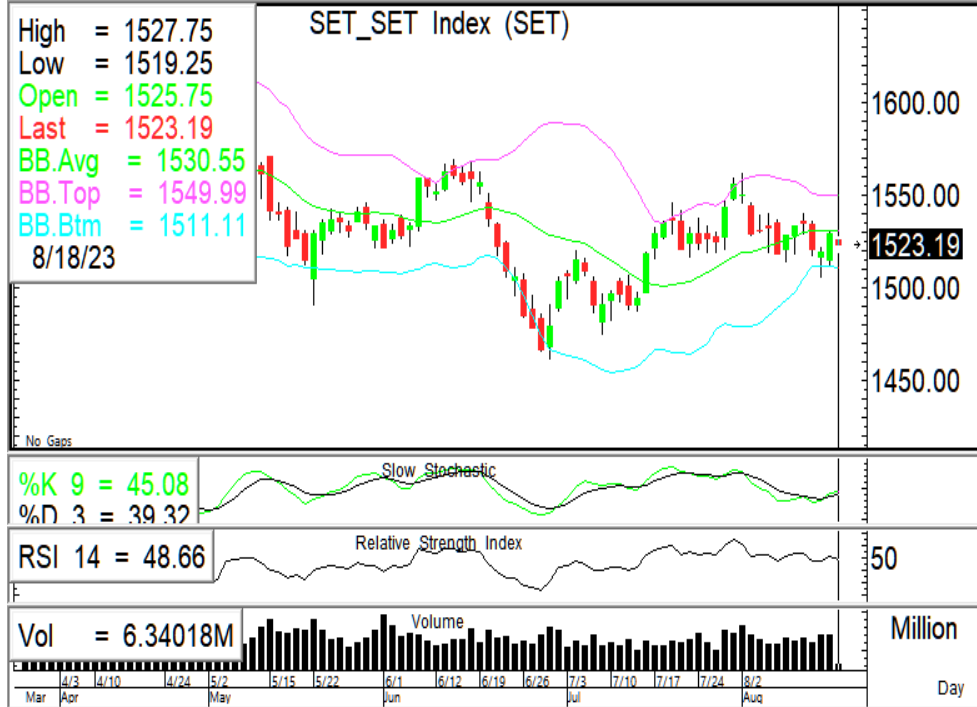 SET_SET Index (SET)
High = 1527.75
Low = 1519.25
Open = 1525.75
Last = 1523.19
BB.Avg = 1530.55
BB.Top = 1549.99
BB.Btm = 1511.11
8/18/23
1600.00
1550.00
1523.19
1500.00
1450.00
No Gaps
Slow Stochastic
%K 9 = 45.08
%D 3 = 39.32
Relative Strength Index
RSI 14 = 48.66
50
Volume
Vol = 6.34018M
Million
4/3 4/10 4/24 5/2 5/15 5/22 6/1 6/12 6/19 6/26 7/3 7/10 7/17 7/24 8/2
Mar Apr May Jun Jul Aug
Day